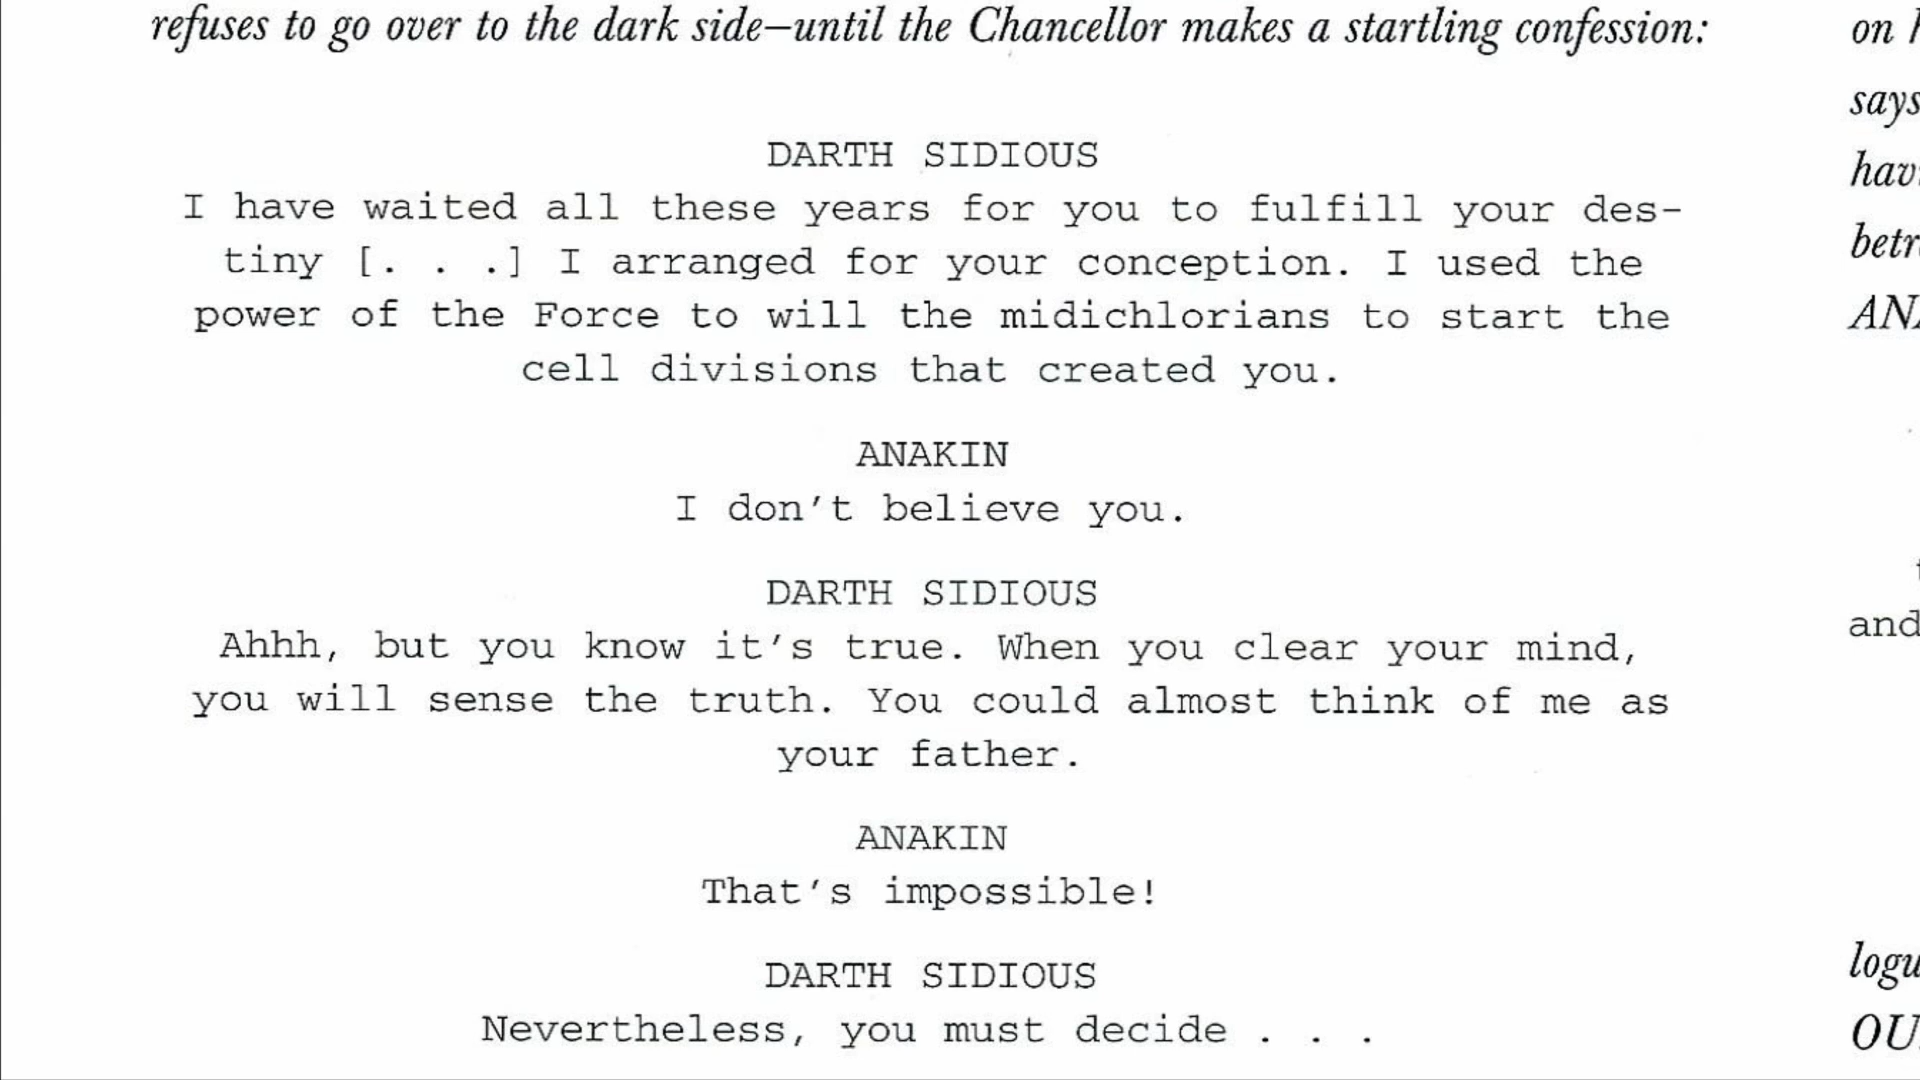 refuses to go over to the dark side—until the Chancellor makes a startling confession:
DARTH SIDIOUS
I have waited all these years for you to fulfill your des-
tiny [. . .] I arranged for your conception. I used the
power of the Force to will the midichlorians to start the
cell divisions that created you.
ANAKIN
I don't believe you.
DARTH SIDIOUS
Ahhh, but you know it's true. When you clear your mind,
you will sense the truth. You could almost think of me as
your father.
ANAKIN
That's impossible!
DARTH SIDIOUS
Nevertheless, you must decide . . .
on
says
and